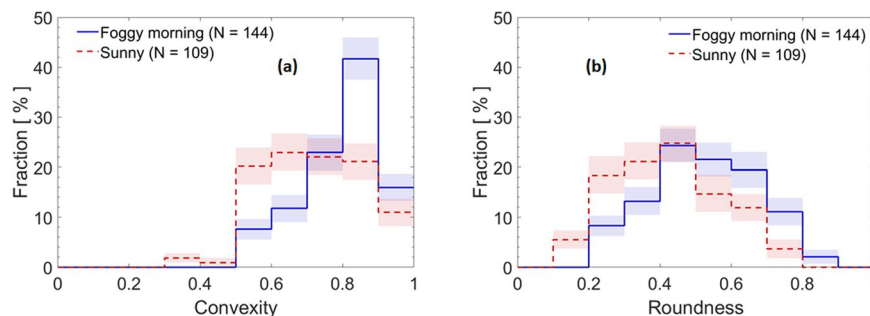 50
40
30
20
10
0
Fraction [ % ]
Foggy morning (N = 144)
Sunny (N = 109)
(a)
0 0.2 0.4 0.6 0.8 1
Convexity
50
40
30
20
10
0
Fraction [ % ]
Foggy morning (N = 144)
Sunny (N = 109)
(b)
0 0.2 0.4 0.6 0.8 1
Roundness